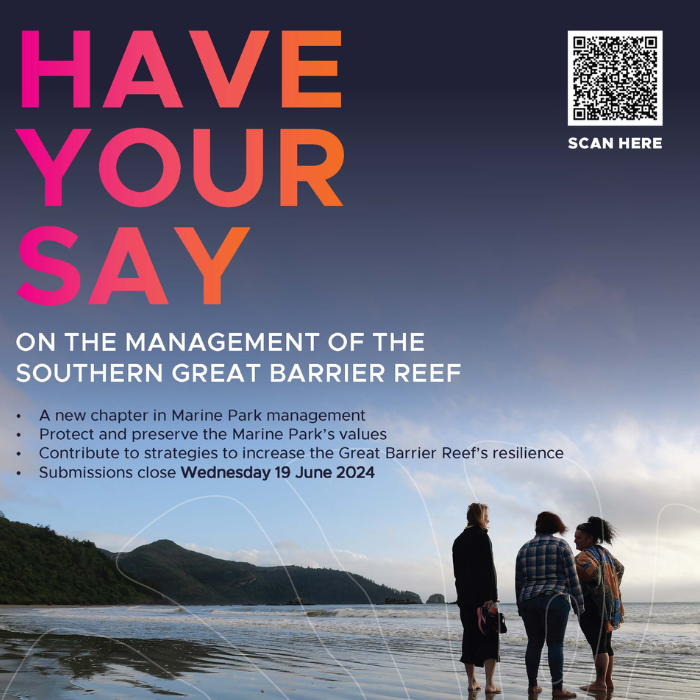 HAVE
YOUR
SAY
SCAN HERE
ON THE MANAGEMENT OF THE
SOUTHERN GREAT BARRIER REEF
• A new chapter in Marine Park management
• Protect and preserve the Marine Park's values
• Contribute to strategies to increase the Great Barrier Reef's resilience
• Submissions close Wednesday 19 June 2024